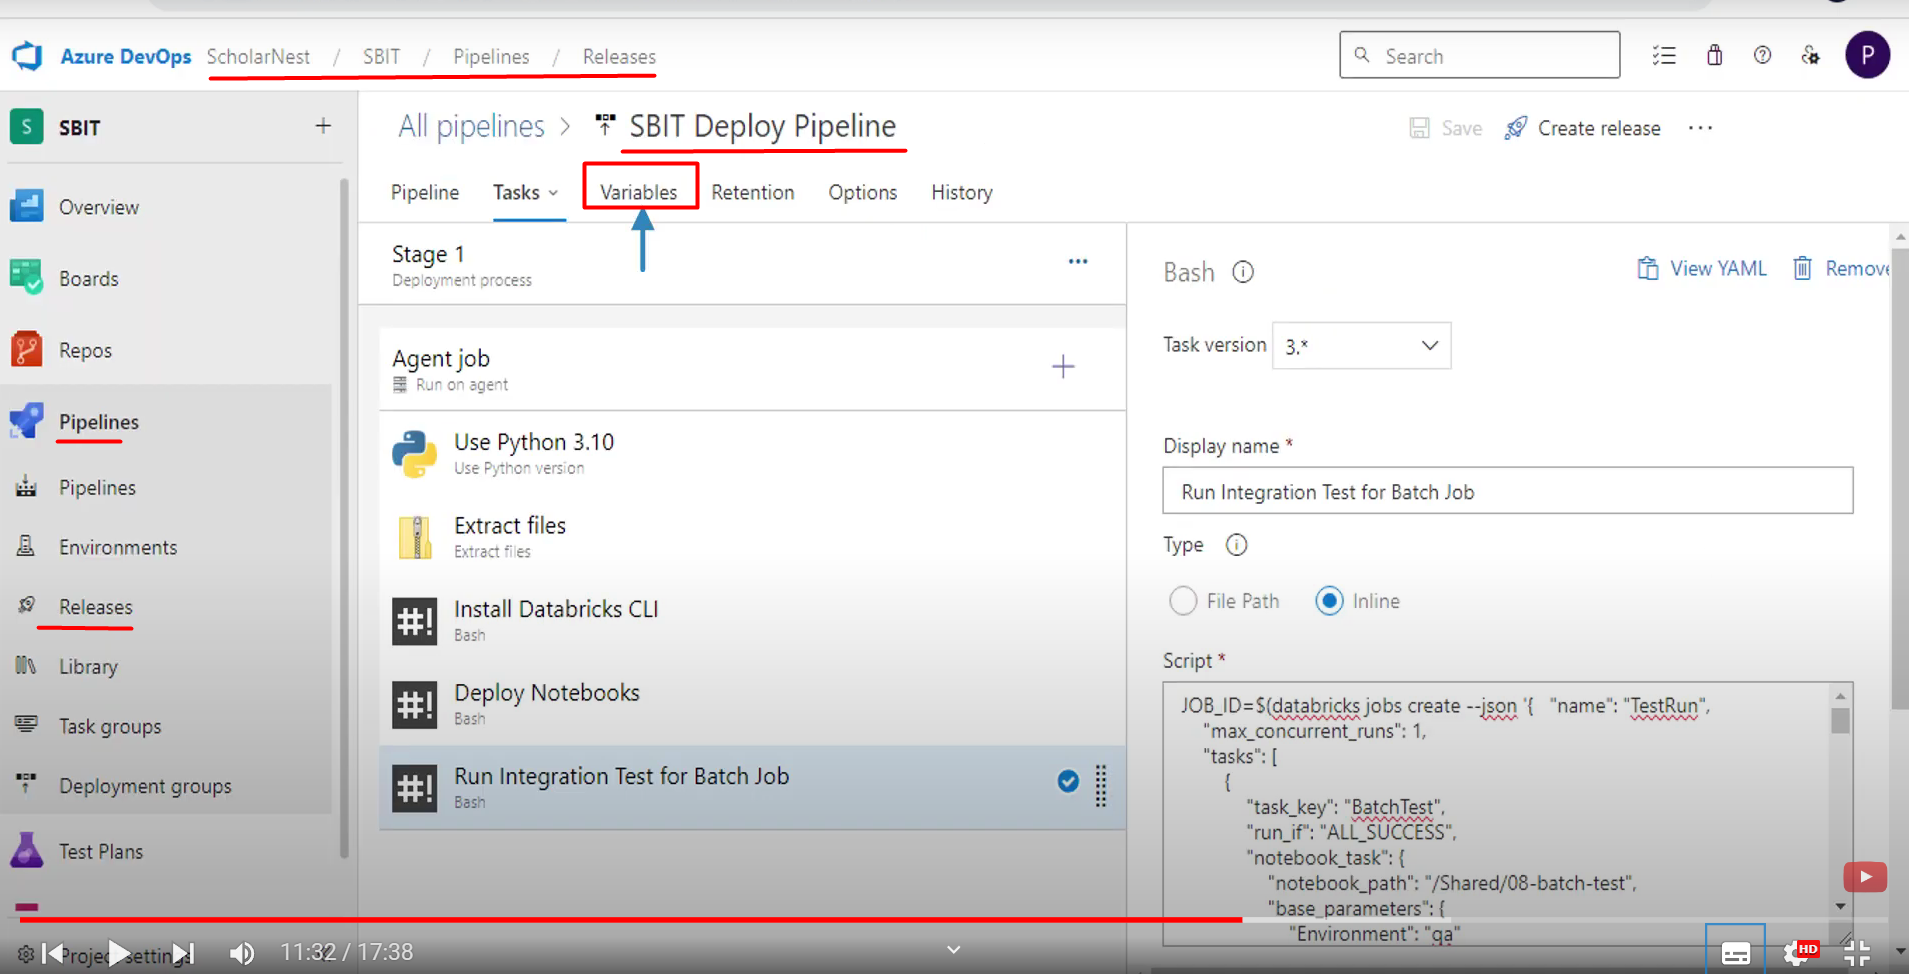 Azure DevOps ScholarNest / SBIT / Pipelines / Releases
Search
P
S SBIT
Overview
Boards
Repos
Pipelines
Pipelines
Environments
Releases
Library
Task groups
Deployment groups
Test Plans
Project settings
All pipelines > SBIT Deploy Pipeline
Save Create release
Pipeline Tasks Variables Retention Options History
Stage 1
Deployment process
Agent job
Run on agent
Use Python 3.10
Use Python version
Extract files
Extract files
Install Databricks CLI
Bash
Deploy Notebooks
Bash
Run Integration Test for Batch Job
Bash
Bash
View YAML Remove
Task version 3.*
Display name *
Run Integration Test for Batch Job
Type
File Path Inline
Script *
JOB_ID=$(databricks jobs create --json '{ "name": "TestRun",
"max_concurrent_runs": 1,
"tasks": [
{
"task_key": "BatchTest",
"run_if": "ALL_SUCCESS",
"notebook_task": {
"notebook_path": "/Shared/08-batch-test",
"base_parameters": {
"Environment": "qa"
11:32 / 17:38
HD